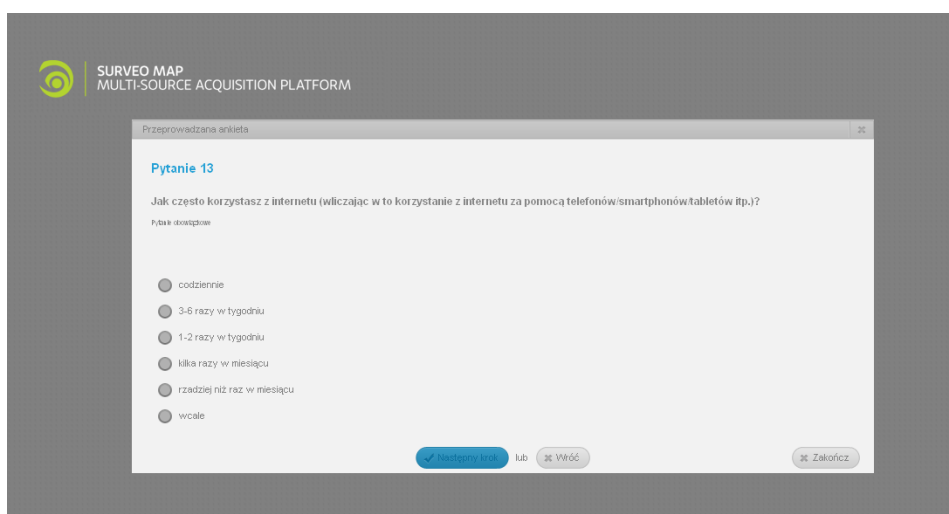 SURVEO MAP
MULTI-SOURCE ACQUISITION PLATFORM
Przeprowadzana ankieta
Pytanie 13
Jak często korzystasz z internetu (wliczając w to korzystanie z internetu za pomocą telefonów/smartphonów/tabletów itp.)?
Pytanie obowiązkowe
codziennie
3-6 razy w tygodniu
1-2 razy w tygodniu
kilka razy w miesiącu
rzadziej niż raz w miesiącu
wcale
Następny krok lub Wróć Zakończ